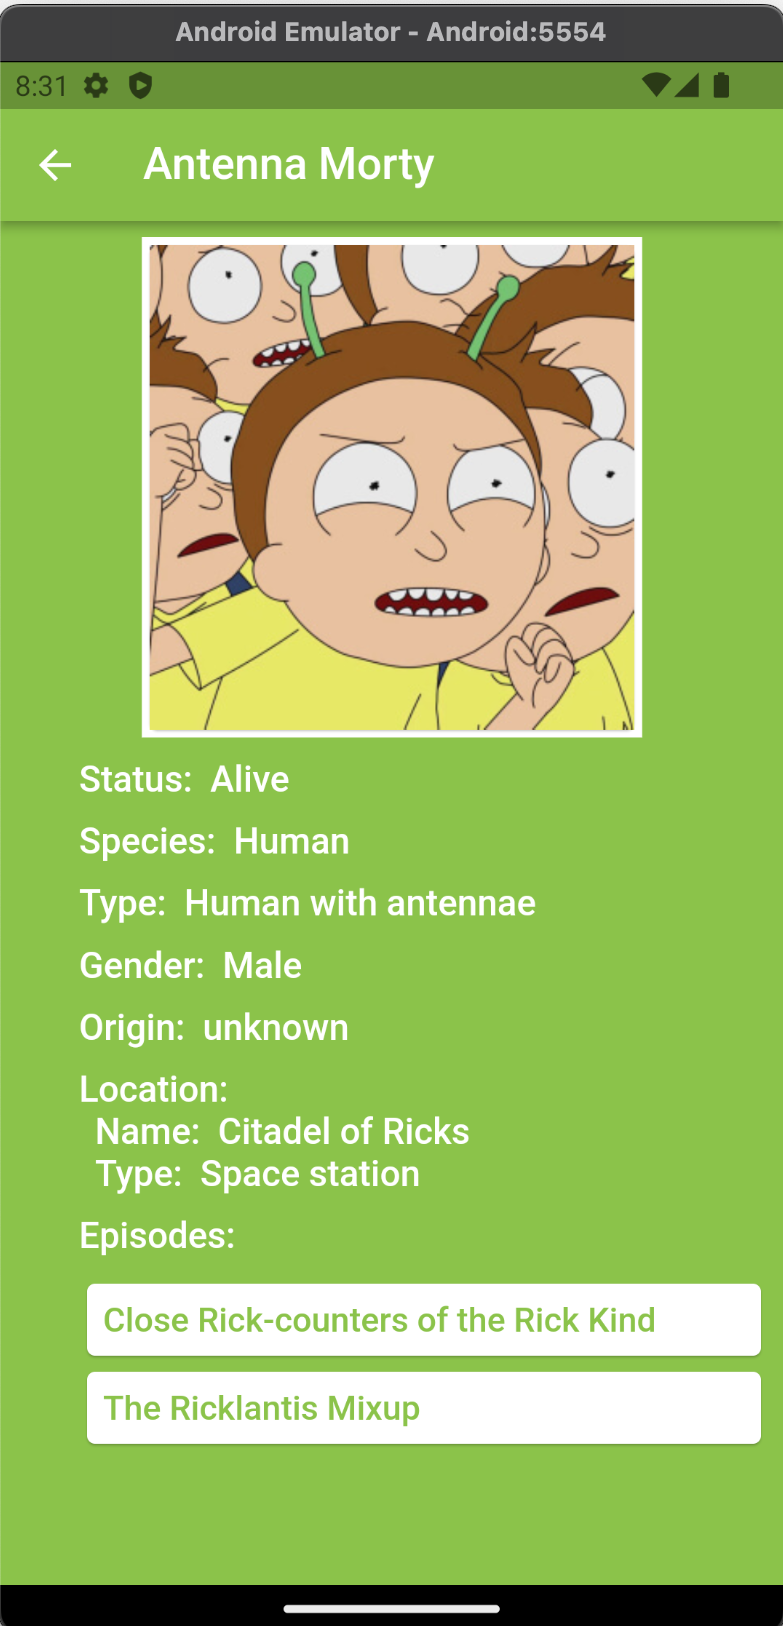 Android Emulator - Android:5554
8:31
Antenna Morty
Status: Alive
Species: Human
Type: Human with antennae
Gender: Male
Origin: unknown
Location:
Name: Citadel of Ricks
Type: Space station
Episodes:
Close Rick-counters of the Rick Kind
The Ricklantis Mixup